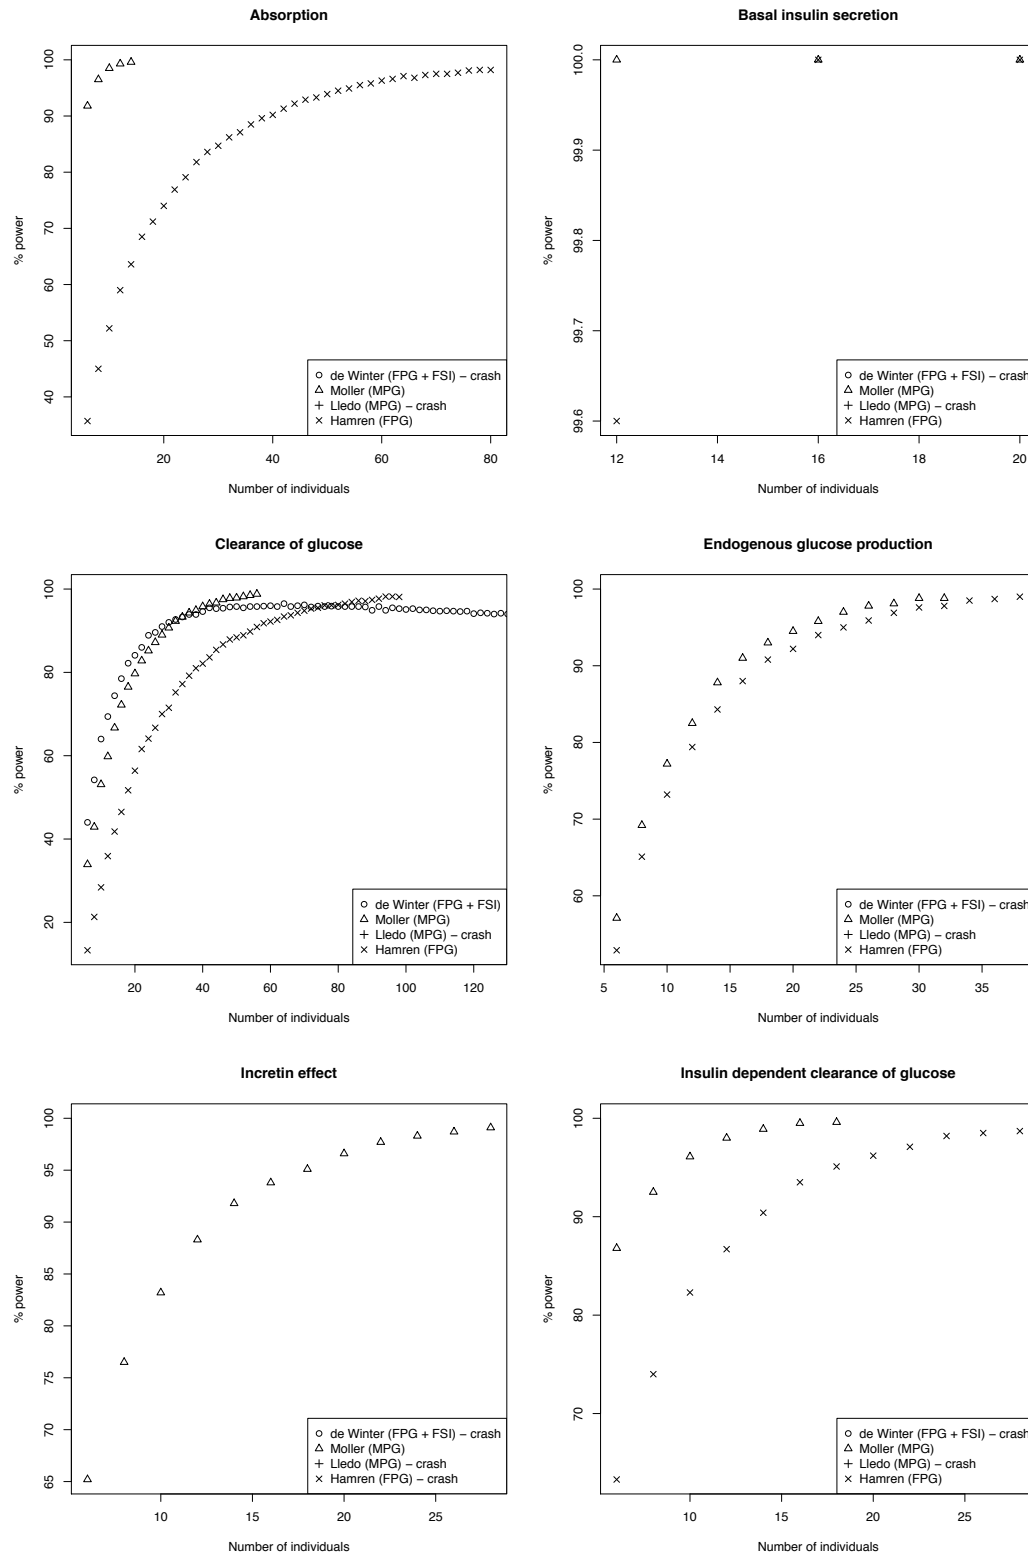 Absorption
% power
100
90
80
70
60
50
40
20
40
60
80
Number of individuals
de Winter (FPG + FSI) – crash
Moller (MPG)
Lledo (MPG) – crash
Hamren (FPG)
Basal insulin secretion
% power
100.0
99.9
99.8
99.7
99.6
12
14
16
18
20
Number of individuals
de Winter (FPG + FSI) – crash
Moller (MPG)
Lledo (MPG) – crash
Hamren (FPG)
Clearance of glucose
% power
100
80
60
40
20
20
40
60
80
100
120
Number of individuals
de Winter (FPG + FSI)
Moller (MPG)
Lledo (MPG) – crash
Hamren (FPG)
Endogenous glucose production
% power
100
90
80
70
60
5
10
15
20
25
30
35
Number of individuals
de Winter (FPG + FSI) – crash
Moller (MPG)
Lledo (MPG) – crash
Hamren (FPG)
Incretin effect
% power
100
95
90
85
80
75
70
65
10
15
20
25
Number of individuals
de Winter (FPG + FSI) – crash
Moller (MPG)
Lledo (MPG) – crash
Hamren (FPG) – crash
Insulin dependent clearance of glucose
% power
100
90
80
70
10
15
20
25
Number of individuals
de Winter (FPG + FSI) – crash
Moller (MPG)
Lledo (MPG) – crash
Hamren (FPG)